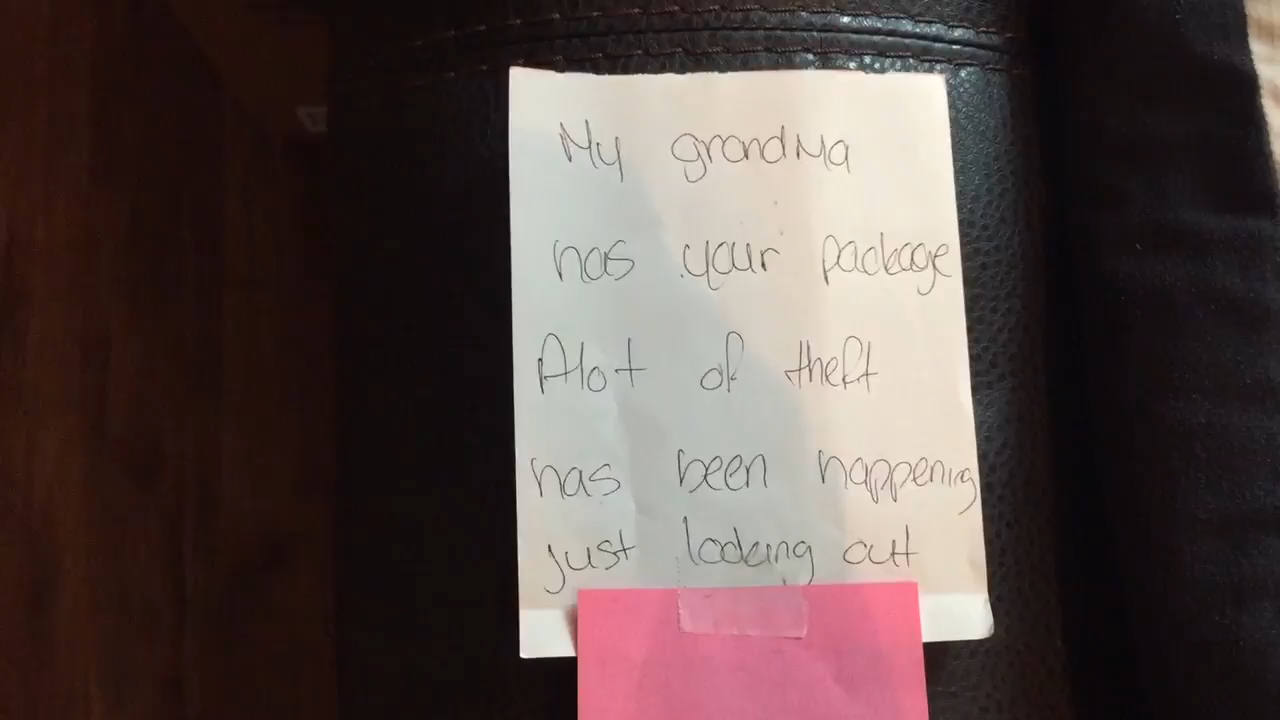 My grandma
has your package
Alot of theft
has been happening
just looking out